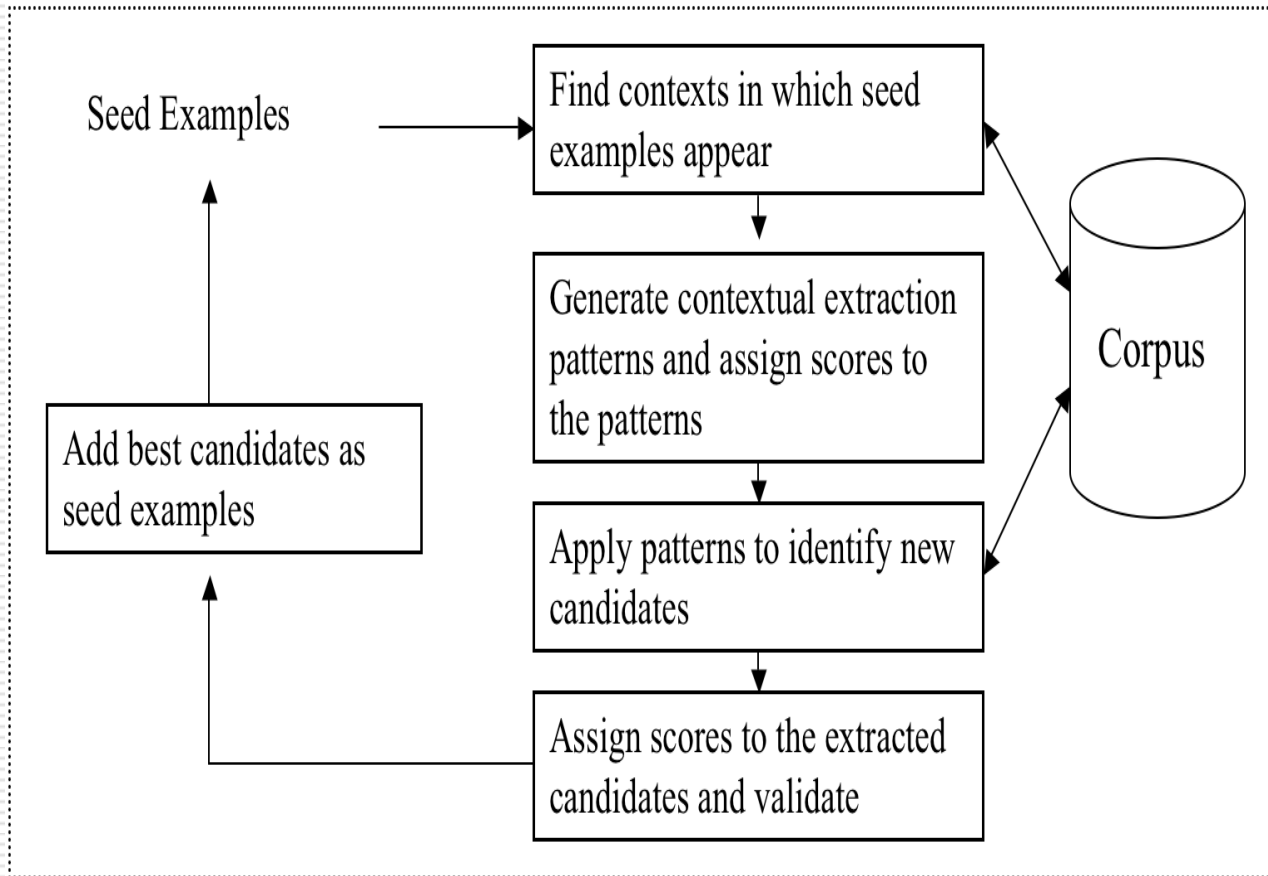 Seed Examples
Find contexts in which seed
examples appear
Generate contextual extraction
patterns and assign scores to
the patterns
Corpus
Add best candidates as
seed examples
Apply patterns to identify new
candidates
Assign scores to the extracted
candidates and validate